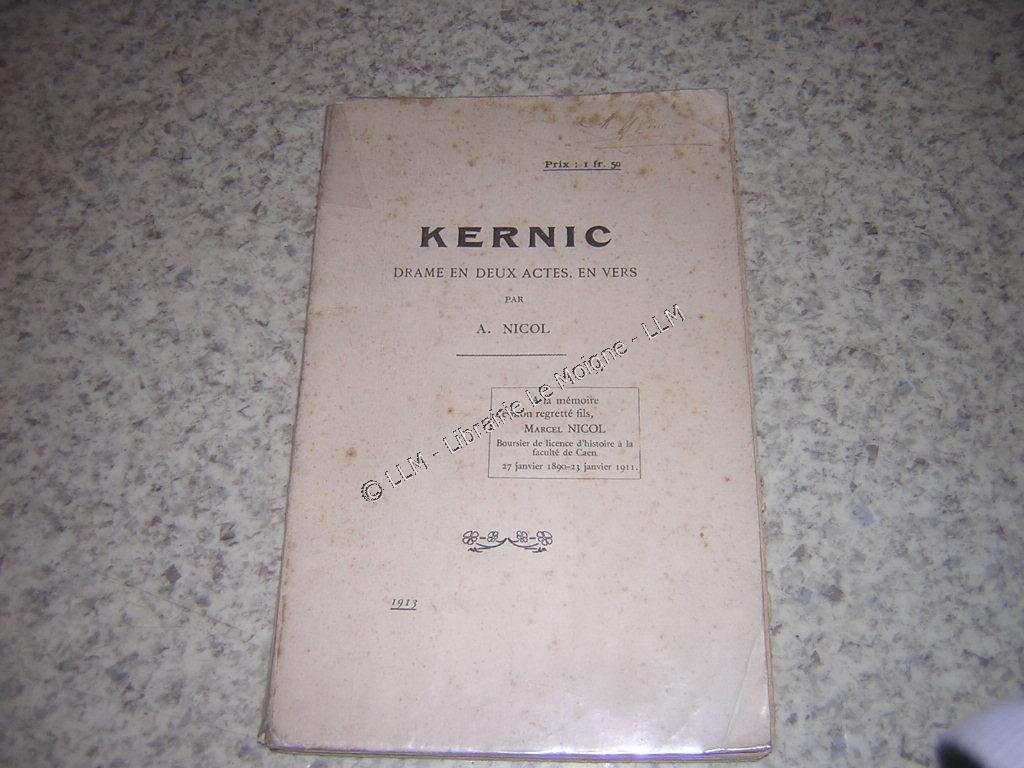 Prix : 1 fr. 50
KERNIC
DRAME EN DEUX ACTES, EN VERS
PAR
A. NICOL
la mémoire
mon regretté fils,
MARCEL NICOL
Boursier de licence d'histoire à la
faculté de Caen
27 janvier 1890-23 janvier 1911.
1913
© LLM - Librairie Le Moigne - LLM